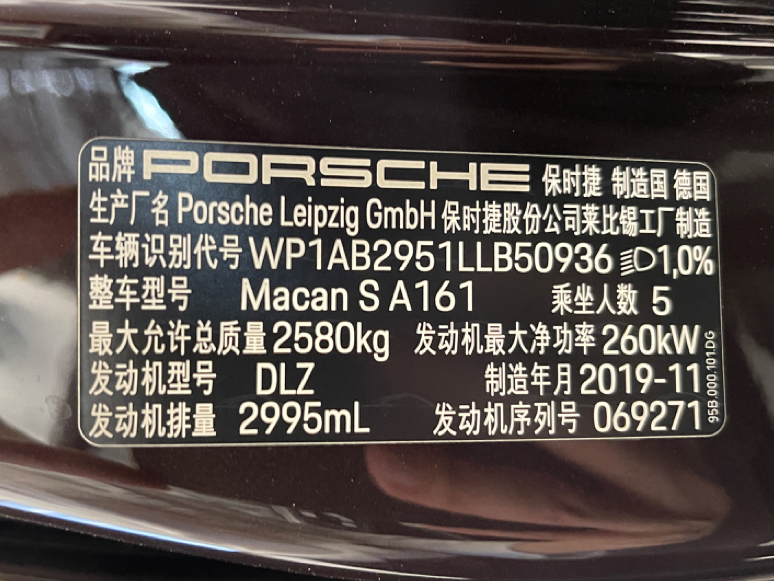 品牌 PORSCHE 保时捷 制造国 德国
生产厂名 Porsche Leipzig GmbH 保时捷股份公司莱比锡工厂制造
车辆识别代号 WP1AB2951LLB50936 1,0%
整车型号 Macan S A161 乘坐人数 5
最大允许总质量 2580kg 发动机最大净功率 260kW
发动机型号 DLZ 制造年月 2019-11
发动机排量 2995mL 发动机序列号 069271
95B.000.101.DG